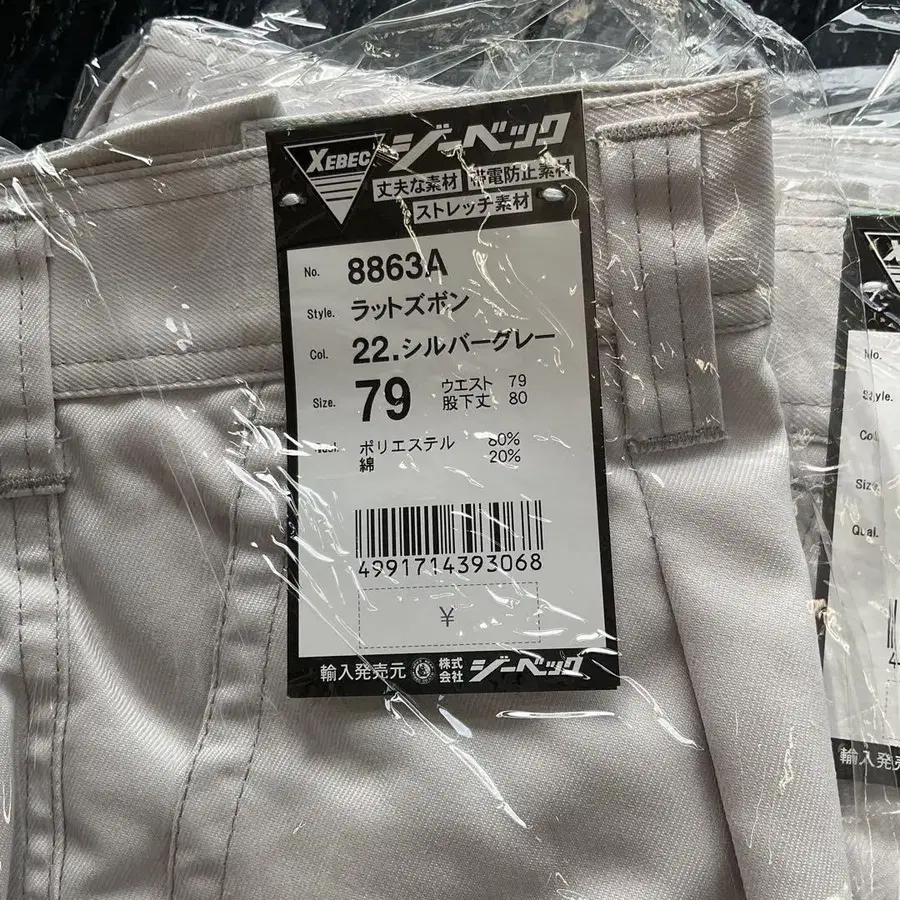 XEBEC ジーベック
丈夫な素材 帯電防止素材
ストレッチ素材
No. 8863A
Style. ラットズボン
Col. 22.シルバーグレー
Size. 79 ウエスト 79
股下丈 80
ポリエステル 80%
綿 20%
4991714393068
¥
輸入発売元 株式会社 ジーベック
XE
No.
Style.
Col
Size
Qual.
4
輸入発売